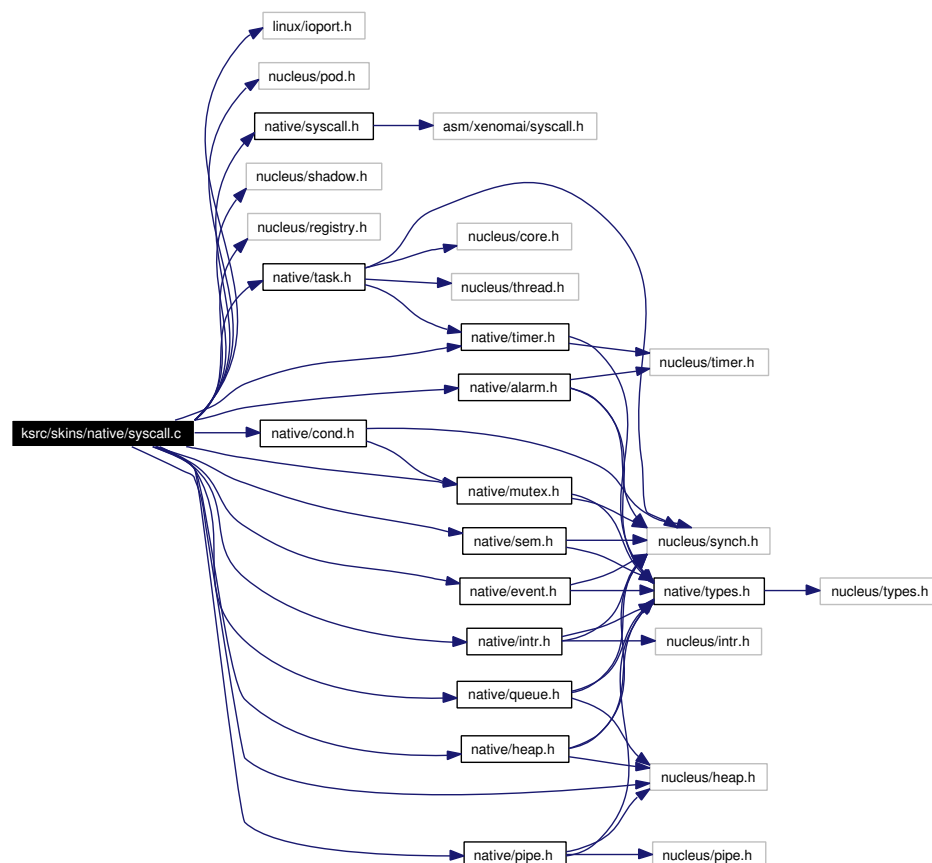 linux/ioport.h
nucleus/pod.h
native/syscall.h
asm/xenomai/syscall.h
nucleus/shadow.h
nucleus/registry.h
nucleus/core.h
native/task.h
nucleus/thread.h
native/timer.h
nucleus/timer.h
native/alarm.h
ksrc/skins/native/syscall.c
native/cond.h
native/mutex.h
native/sem.h
nucleus/synch.h
native/event.h
native/types.h
nucleus/types.h
native/intr.h
nucleus/intr.h
native/queue.h
native/heap.h
nucleus/heap.h
native/pipe.h
nucleus/pipe.h